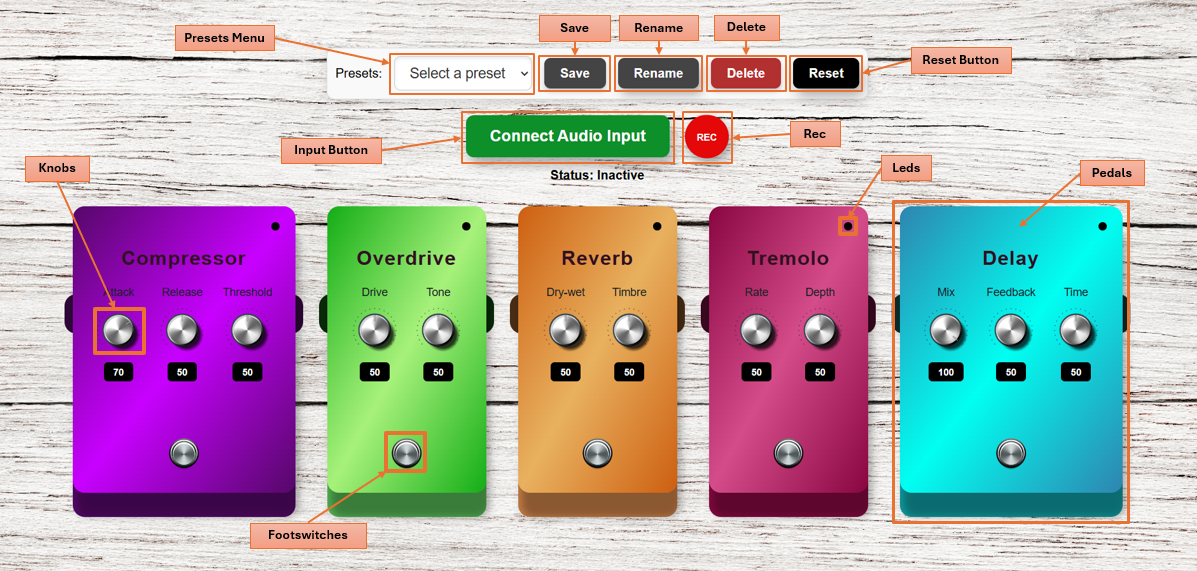 Save
Rename
Delete
Presets Menu
Reset Button
Presets: Select a preset Save Rename Delete Reset
Connect Audio Input REC
Input Button
Rec
Status: Inactive
Knobs
Leds
Pedals
Compressor
Attack Release Threshold
70 50 50
Overdrive
Drive Tone
50 50
Reverb
Dry-wet Timbre
50 50
Tremolo
Rate Depth
50 50
Delay
Mix Feedback Time
100 50 50
Footswitches